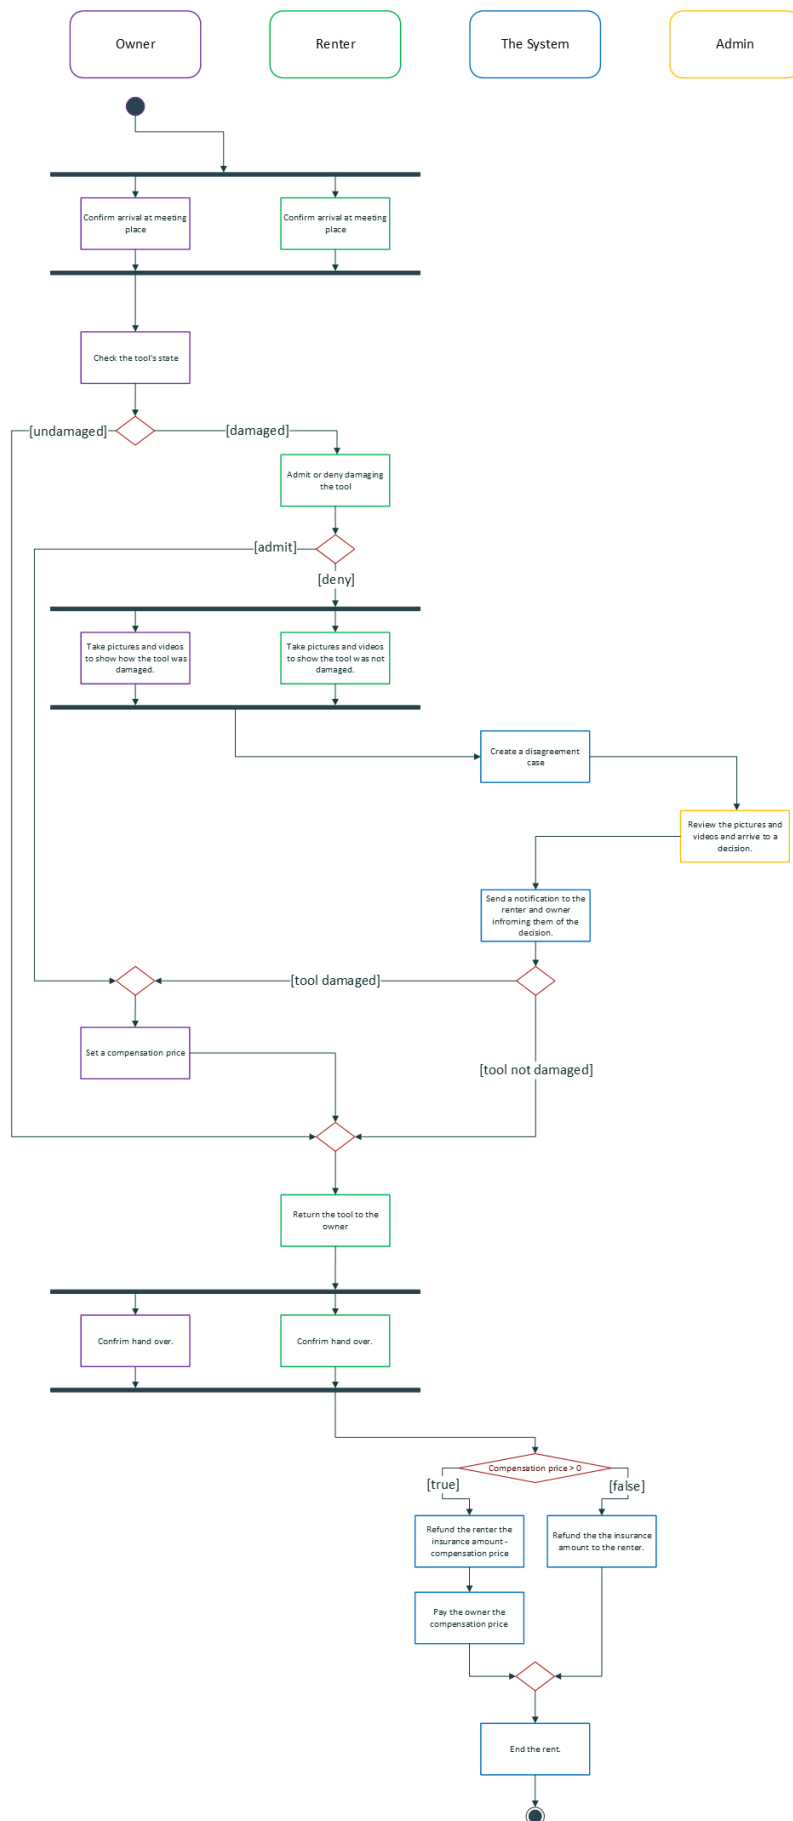 Owner
Renter
The System
Admin
Confirm arrival at meeting
place
Confirm arrival at meeting
place
Check the tool's state
[undamaged]
[damaged]
Admit or deny damaging
the tool
[admit]
[deny]
Take pictures and videos
to show how the tool was
damaged.
Take pictures and videos
to show the tool was not
damaged.
Create a disagreement
case
Review the pictures and
videos and arrive to a
decision.
Send a notification to the
renter and owner
infroming them of the
decision.
[tool damaged]
Set a compensation price
[tool not damaged]
Return the tool to the
owner
Confrim hand over.
Confrim hand over.
Compensation price > 0
[true]
[false]
Refund the renter the
insurance amount -
compensation price
Refund the the insurance
amount to the renter.
Pay the owner the
compensation price
End the rent.